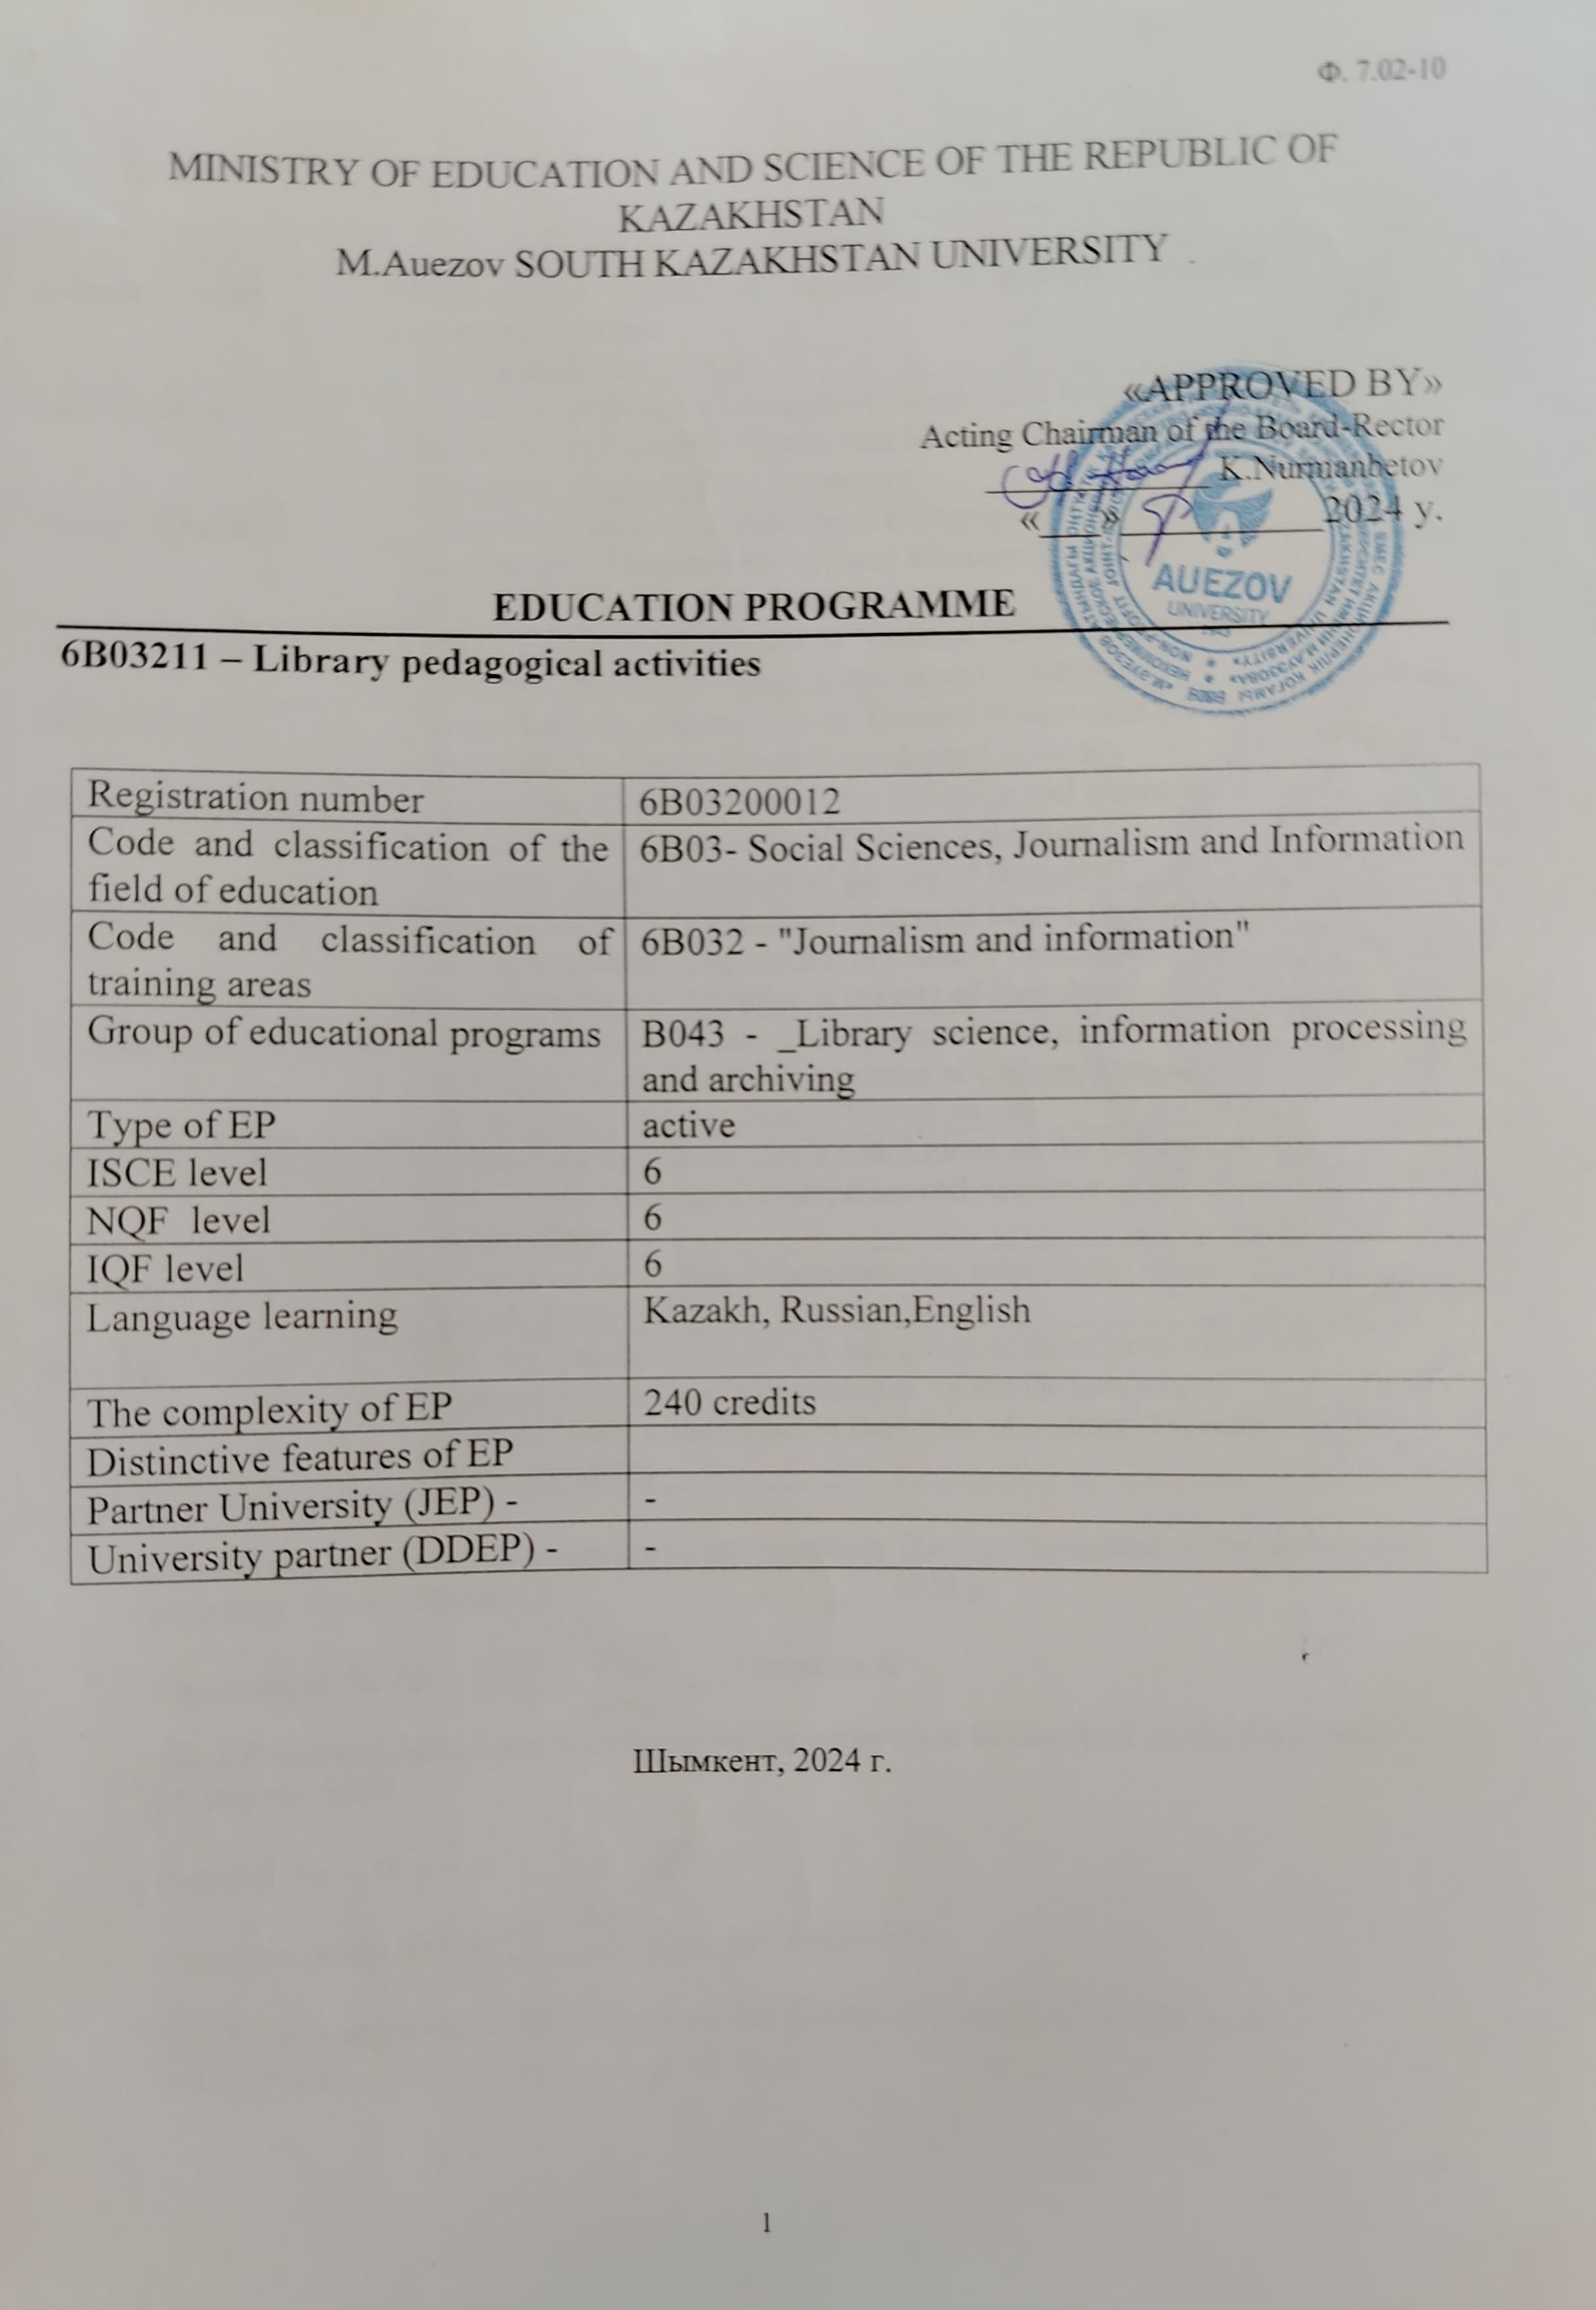 Ф. 7.02-10
MINISTRY OF EDUCATION AND SCIENCE OF THE REPUBLIC OF
KAZAKHSTAN
M.Auezov SOUTH KAZAKHSTAN UNIVERSITY
«APPROVED BY»
Acting Chairman of the Board-Rector
K.Nurmanbetov
«___»__________2024 y.
AUEZOV
UNIVERSITY
EDUCATION PROGRAMME
6B03211 – Library pedagogical activities
Registration number 6B03200012
Code and classification of the 6B03- Social Sciences, Journalism and Information
field of education
Code and classification of 6B032 - "Journalism and information"
training areas
Group of educational programs B043 - _Library science, information processing
and archiving
Type of EP active
ISCE level 6
NQF level 6
IQF level 6
Language learning Kazakh, Russian,English
The complexity of EP 240 credits
Distinctive features of EP
Partner University (JEP) - -
University partner (DDEP) - -
Шымкент, 2024 г.
1